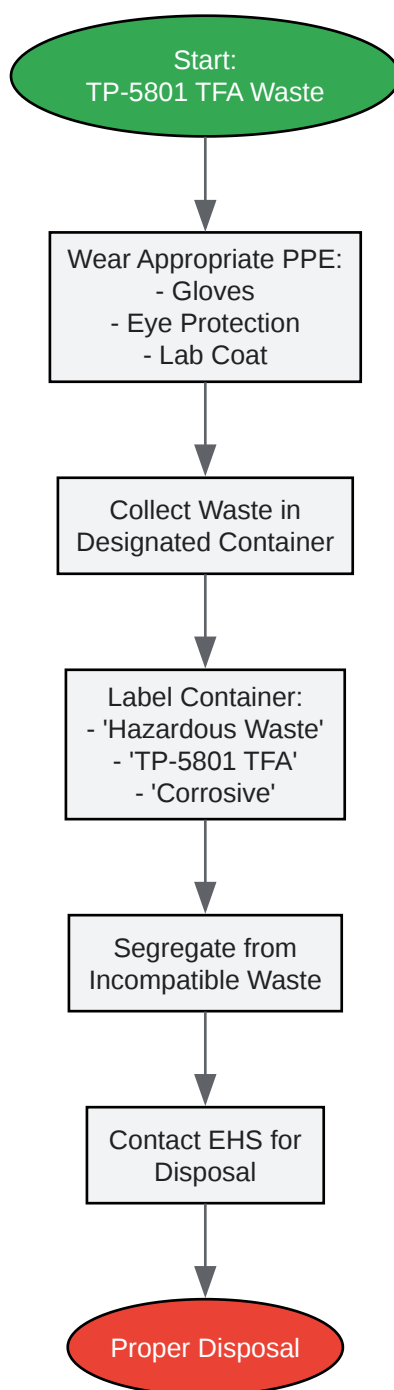 Start:
TP-5801 TFA Waste
Wear Appropriate PPE:
- Gloves
- Eye Protection
- Lab Coat
Collect Waste in
Designated Container
Label Container:
- 'Hazardous Waste'
- 'TP-5801 TFA'
- 'Corrosive'
Segregate from
Incompatible Waste
Contact EHS for
Disposal
Proper Disposal